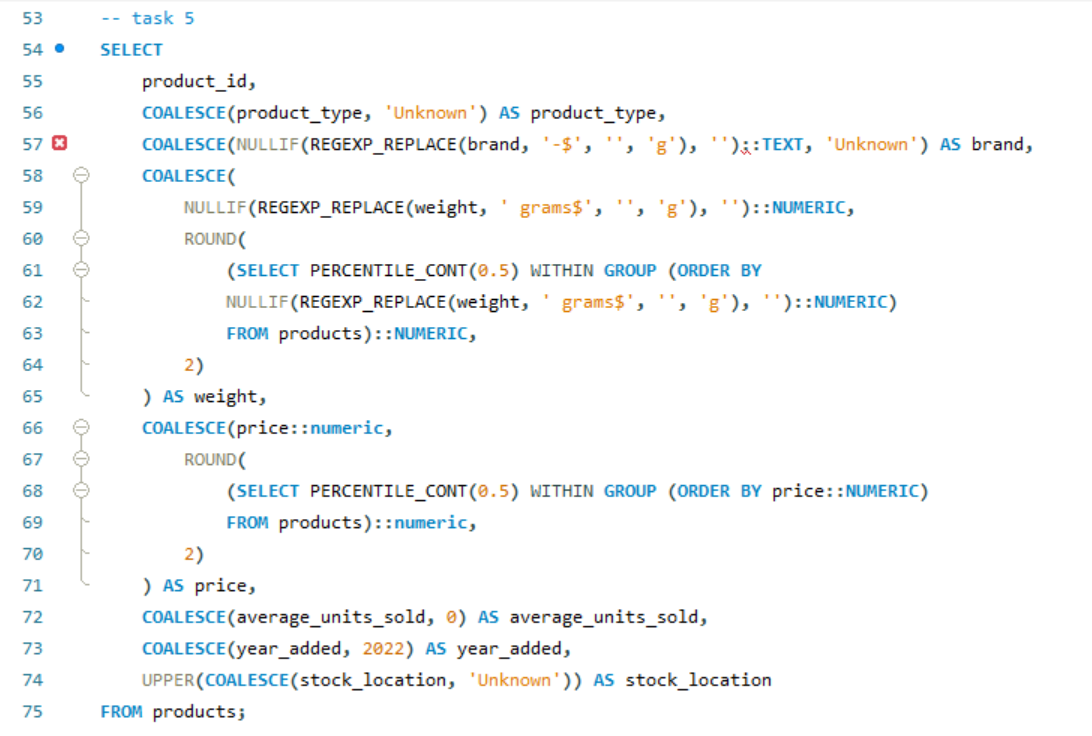 53 -- task 5
54 SELECT
55 product_id,
56 COALESCE(product_type, 'Unknown') AS product_type,
57 COALESCE(NULLIF(REGEXP_REPLACE(brand, '-$', '', 'g'), '')::TEXT, 'Unknown') AS brand,
58 COALESCE(
59 NULLIF(REGEXP_REPLACE(weight, ' grams$', '', 'g'), '')::NUMERIC,
60 ROUND(
61 (SELECT PERCENTILE_CONT(0.5) WITHIN GROUP (ORDER BY
62 NULLIF(REGEXP_REPLACE(weight, ' grams$', '', 'g'), '')::NUMERIC)
63 FROM products)::NUMERIC,
64 2)
65 ) AS weight,
66 COALESCE(price::numeric,
67 ROUND(
68 (SELECT PERCENTILE_CONT(0.5) WITHIN GROUP (ORDER BY price::NUMERIC)
69 FROM products)::numeric,
70 2)
71 ) AS price,
72 COALESCE(average_units_sold, 0) AS average_units_sold,
73 COALESCE(year_added, 2022) AS year_added,
74 UPPER(COALESCE(stock_location, 'Unknown')) AS stock_location
75 FROM products;